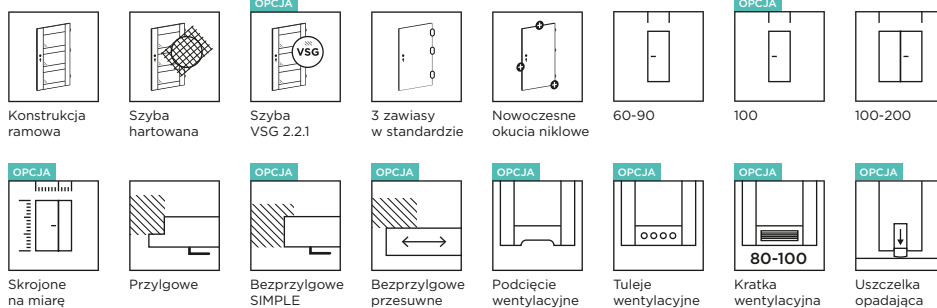 OPCJA
OPCJA
VSG
Konstrukcja
ramowa
Szyba
hartowana
Szyba
VSG 2.2.1
3 zawiasy
w standardzie
Nowoczesne
okucia niklowe
60-90
100
100-200
OPCJA
OPCJA
OPCJA
OPCJA
OPCJA
OPCJA
OPCJA
80-100
Skrojone
na miarę
Przylgowe
Bezprzylgowe
SIMPLE
Bezprzylgowe
przesuwne
Podcięcie
wentylacyjne
Tuleje
wentylacyjne
Kratka
wentylacyjna
Uszczelka
opadająca